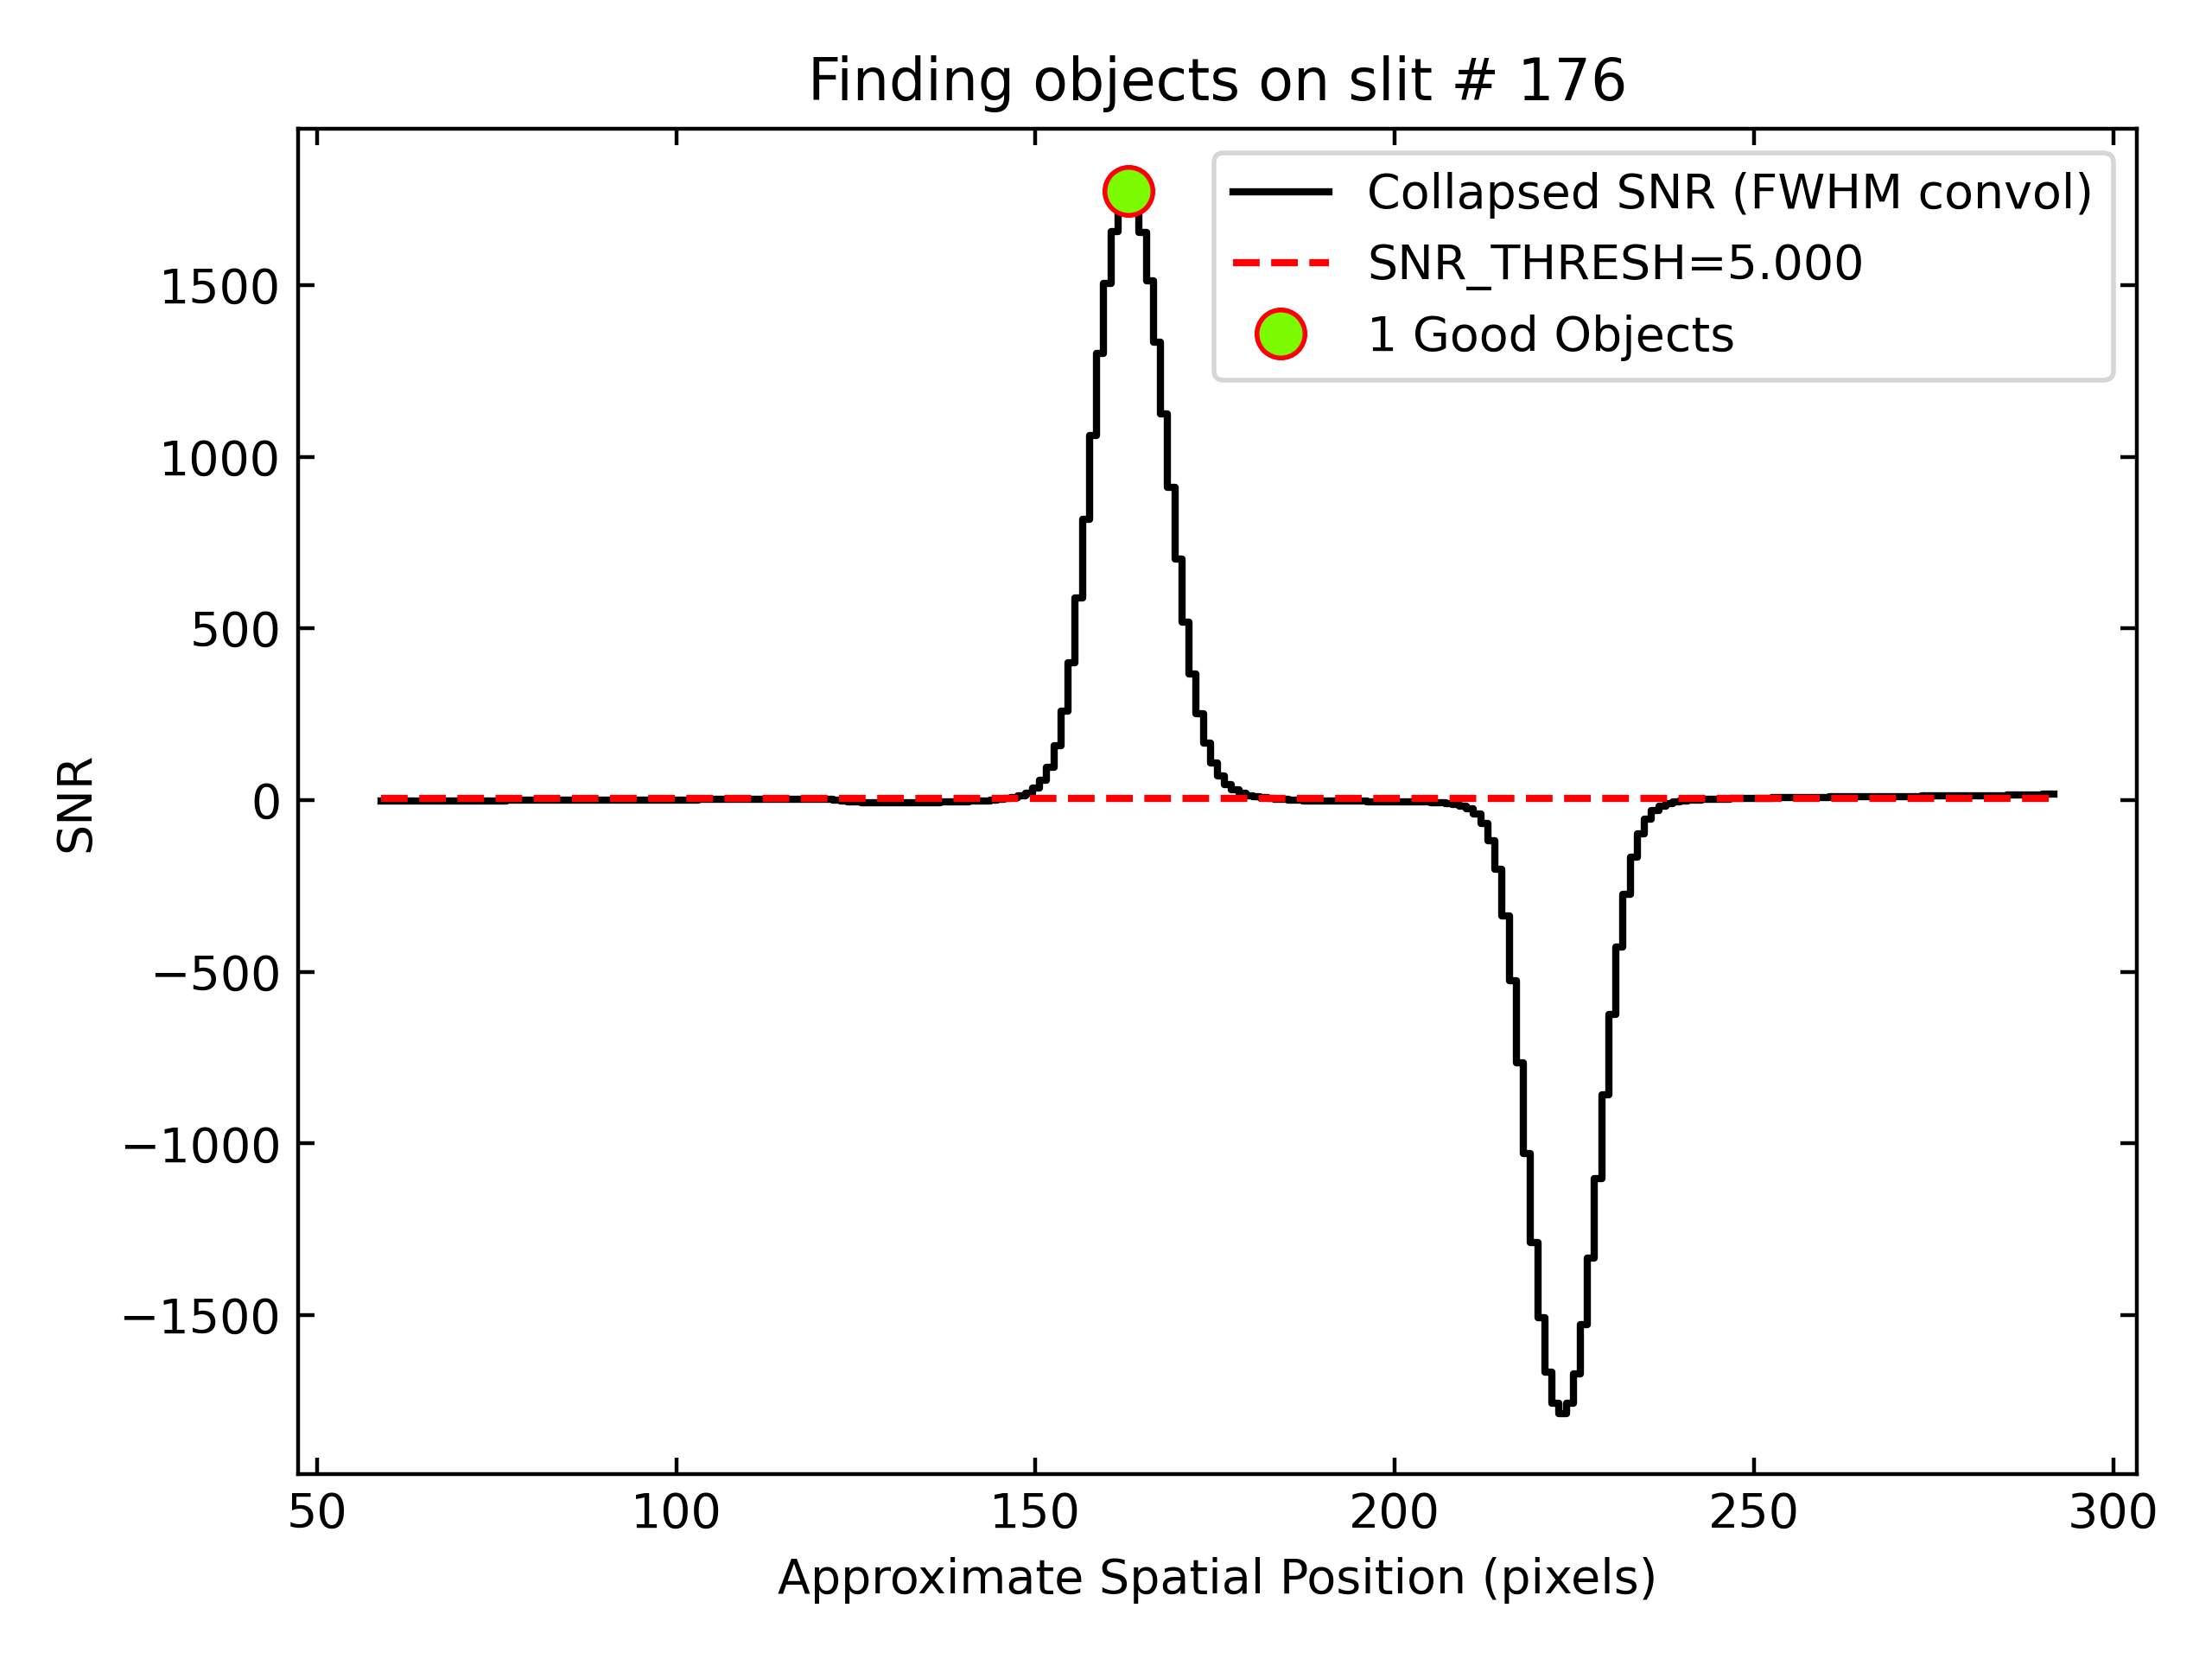 Finding objects on slit # 176
Collapsed SNR (FWHM convol)
SNR_THRESH=5.000
1 Good Objects
1500
1000
500
0
−500
−1000
−1500
SNR
50 100 150 200 250 300
Approximate Spatial Position (pixels)